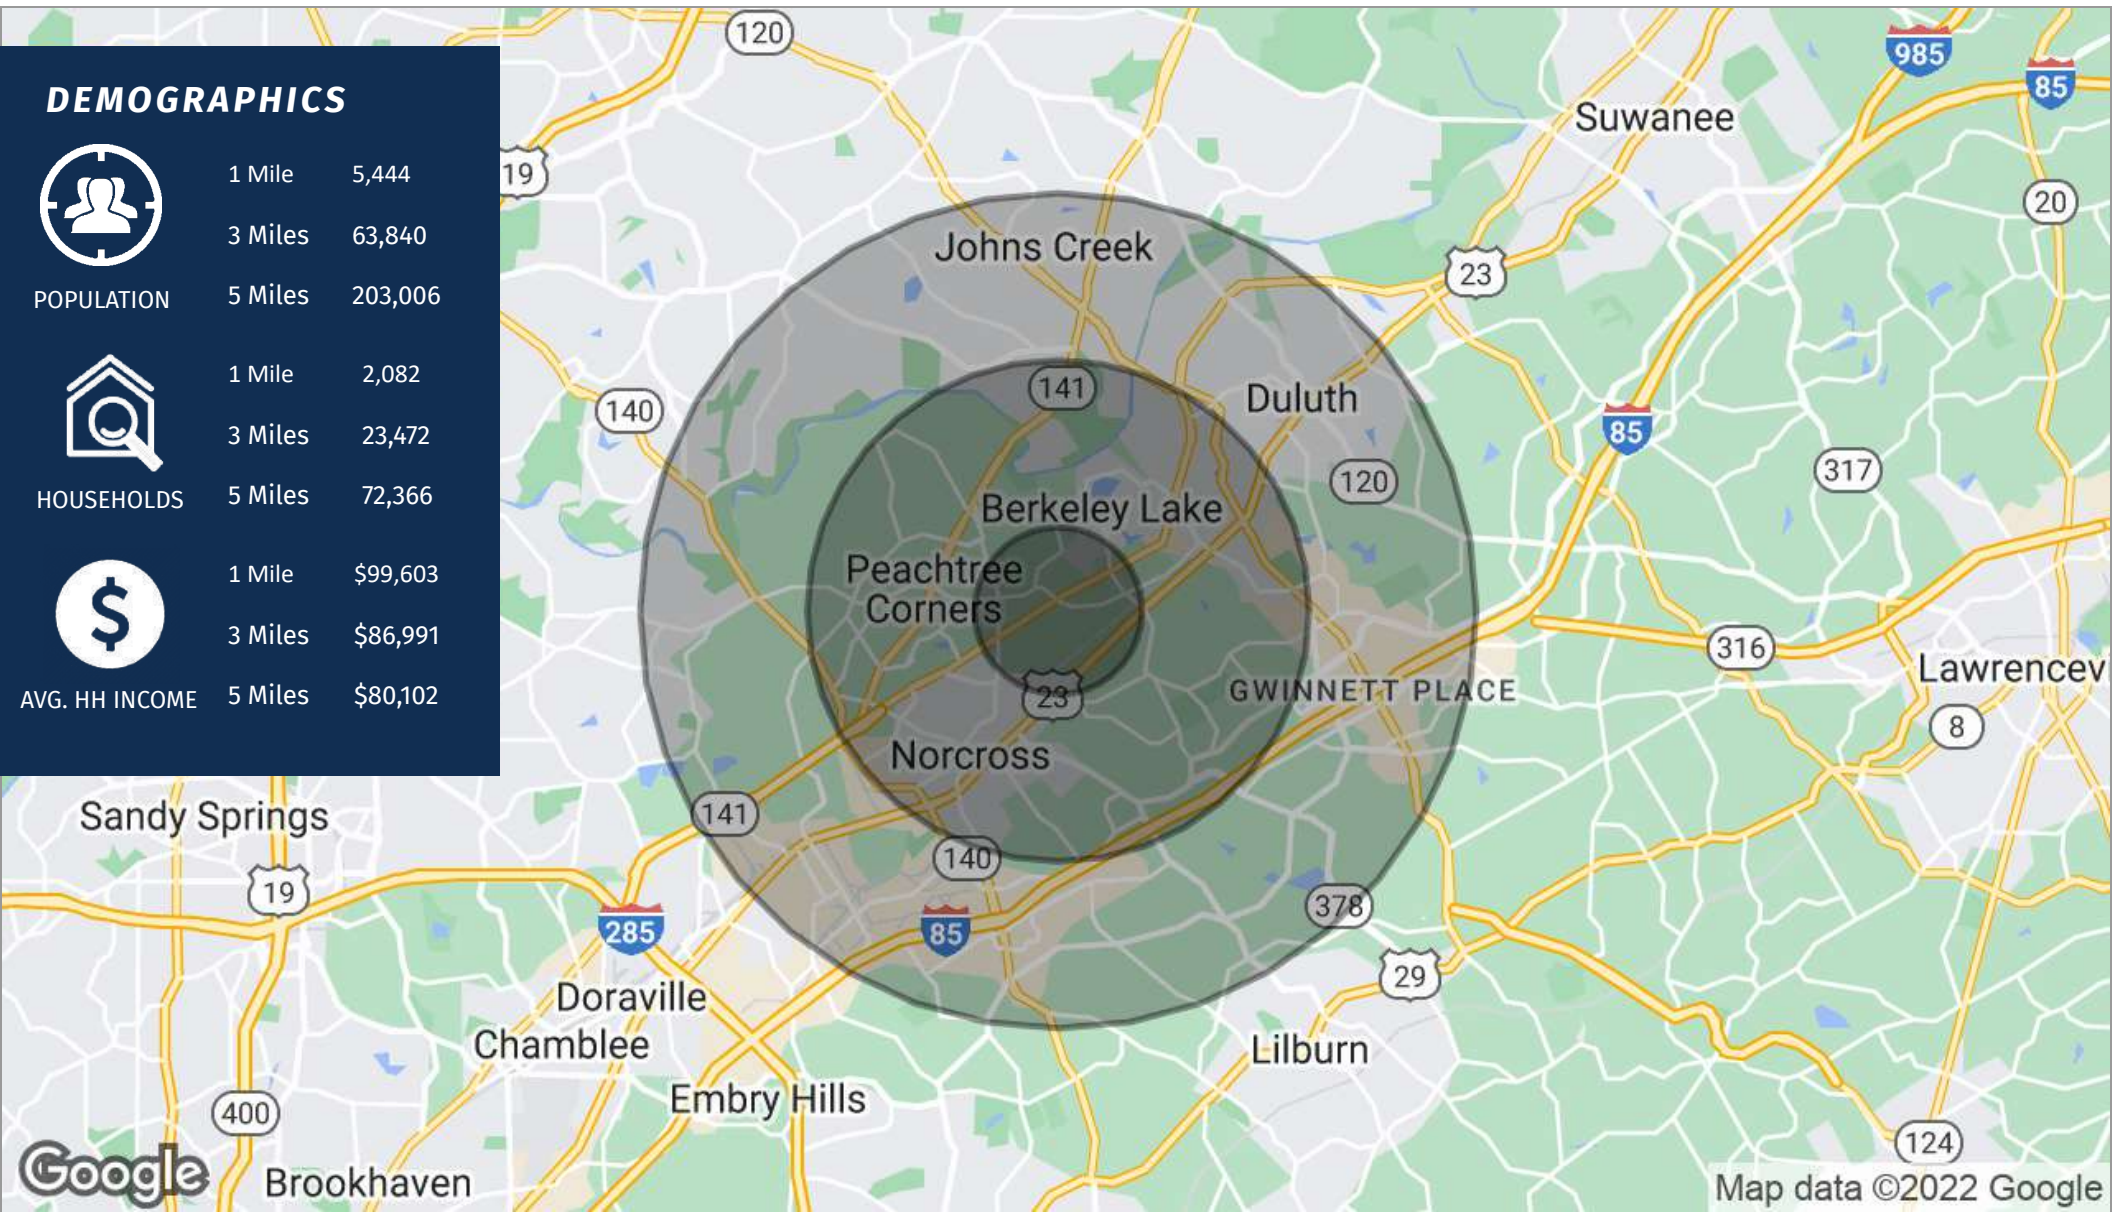 DEMOGRAPHICS
1 Mile 5,444
3 Miles 63,840
5 Miles 203,006
POPULATION
1 Mile 2,082
3 Miles 23,472
5 Miles 72,366
HOUSEHOLDS
$
1 Mile $99,603
3 Miles $86,991
5 Miles $80,102
AVG. HH INCOME
120
985
85
Suwanee
19
20
Johns Creek
23
141
Duluth
140
85
317
120
Berkeley Lake
Peachtree
Corners
316
Lawrencev
23
GWINNETT PLACE
8
Norcross
Sandy Springs
141
140
19
378
285
85
29
Doraville
Chamblee
Lilburn
Embry Hills
400
124
Google
Brookhaven
Map data ©2022 Google